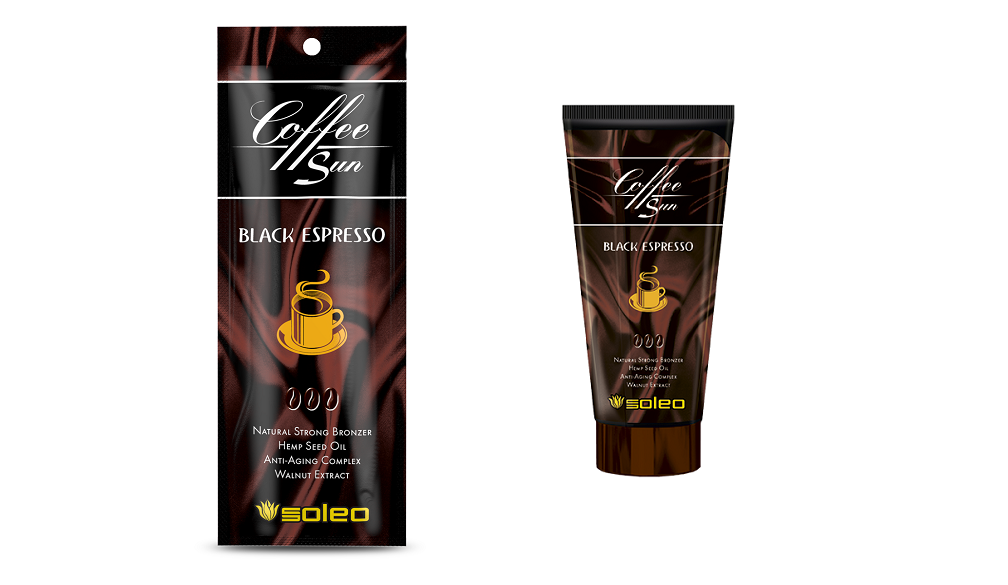 Coffee
Sun
BLACK ESPRESSO
NATURAL STRONG BRONZER
HEMP SEED OIL
ANTI-AGING COMPLEX
WALNUT EXTRACT
soleo
Coffee
Sun
BLACK ESPRESSO
NATURAL STRONG BRONZER
HEMP SEED OIL
ANTI-AGING COMPLEX
WALNUT EXTRACT
soleo